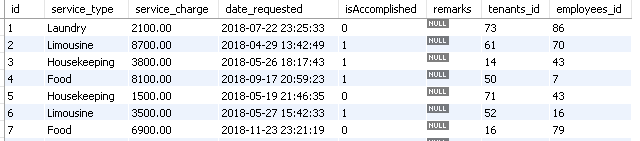 id service_type service_charge date_requested isAccomplished remarks tenants_id employees_id
1 Laundry 2100.00 2018-07-22 23:25:33 0 NULL 73 86
2 Limousine 8700.00 2018-04-29 13:42:49 1 NULL 61 70
3 Housekeeping 3800.00 2018-05-26 18:17:43 1 NULL 14 43
4 Food 8100.00 2018-09-17 20:59:23 1 NULL 50 7
5 Housekeeping 1500.00 2018-05-19 21:46:35 0 NULL 71 43
6 Limousine 3500.00 2018-05-27 15:42:33 1 NULL 52 16
7 Food 6900.00 2018-11-23 23:21:19 0 NULL 16 79